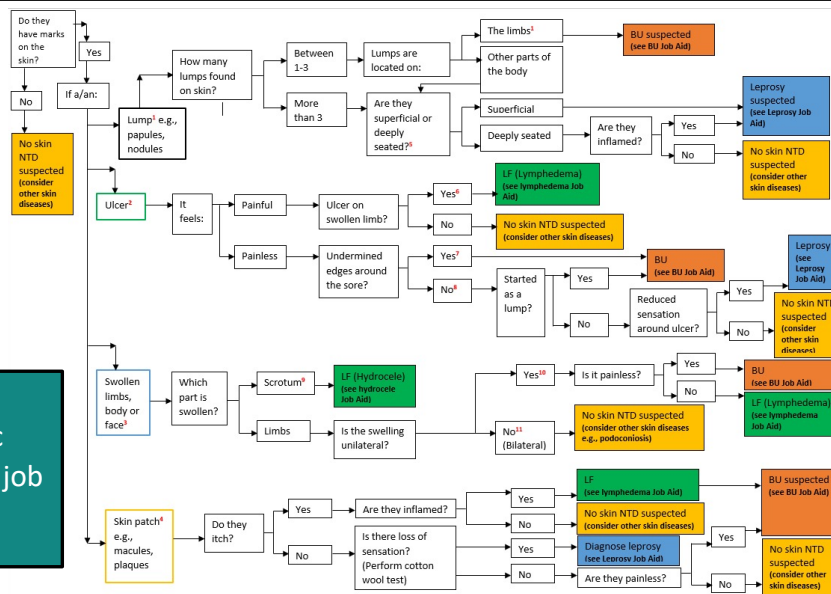 Do they
have marks
on the
skin?
Yes
No
If a/an:
No skin
NTD
suspected
(consider
other skin
diseases)
Lump1 e.g.,
papules,
nodules
How many
lumps found
on skin?
Between
1-3
More
than 3
Lumps are
located on:
The limbs1
Other parts of
the body
BU suspected
(see BU Job Aid)
Are they
superficial or
deeply
seated?5
Superficial
Deeply seated
Are they
inflamed?
Yes
No
Leprosy
suspected
(see Leprosy Job
Aid)
No skin NTD
suspected
(consider other
skin diseases)
Ulcer2
It
feels:
Painful
Painless
Ulcer on
swollen limb?
Yes6
No
LF (Lymphedema)
(see lymphedema Job
Aid)
No skin NTD suspected
(consider other skin diseases)
Undermined
edges around
the sore?
Yes7
No8
BU
(see BU Job Aid)
Started
as a
lump?
Yes
No
Reduced
sensation
around ulcer?
Yes
No
Leprosy
(see
Leprosy
Job Aid)
No skin NTD
suspected
(consider
other skin
diseases)
Swollen
limbs,
body or
face3
Which
part is
swollen?
Scrotum9
Limbs
LF (Hydrocele)
(see hydrocele
Job Aid)
Is the swelling
unilateral?
Yes10
No11
(Bilateral)
Is it painless?
Yes
No
BU
(see BU Job Aid)
LF (Lymphedema)
(see lymphedema
Job Aid)
No skin NTD suspected
(consider other skin diseases
e.g., podoconiosis)
job
Skin patch4
e.g.,
macules,
plaques
Do they
itch?
Yes
No
Are they inflamed?
Yes
No
LF
(see lymphedema Job Aid)
No skin NTD suspected
(consider other skin diseases)
BU suspected
(see BU Job Aid)
Is there loss of
sensation?
(Perform cotton
wool test)
Yes
No
Diagnose leprosy
(see Leprosy Job Aid)
Are they painless?
Yes
No
No skin NTD
suspected
(consider other
skin diseases)